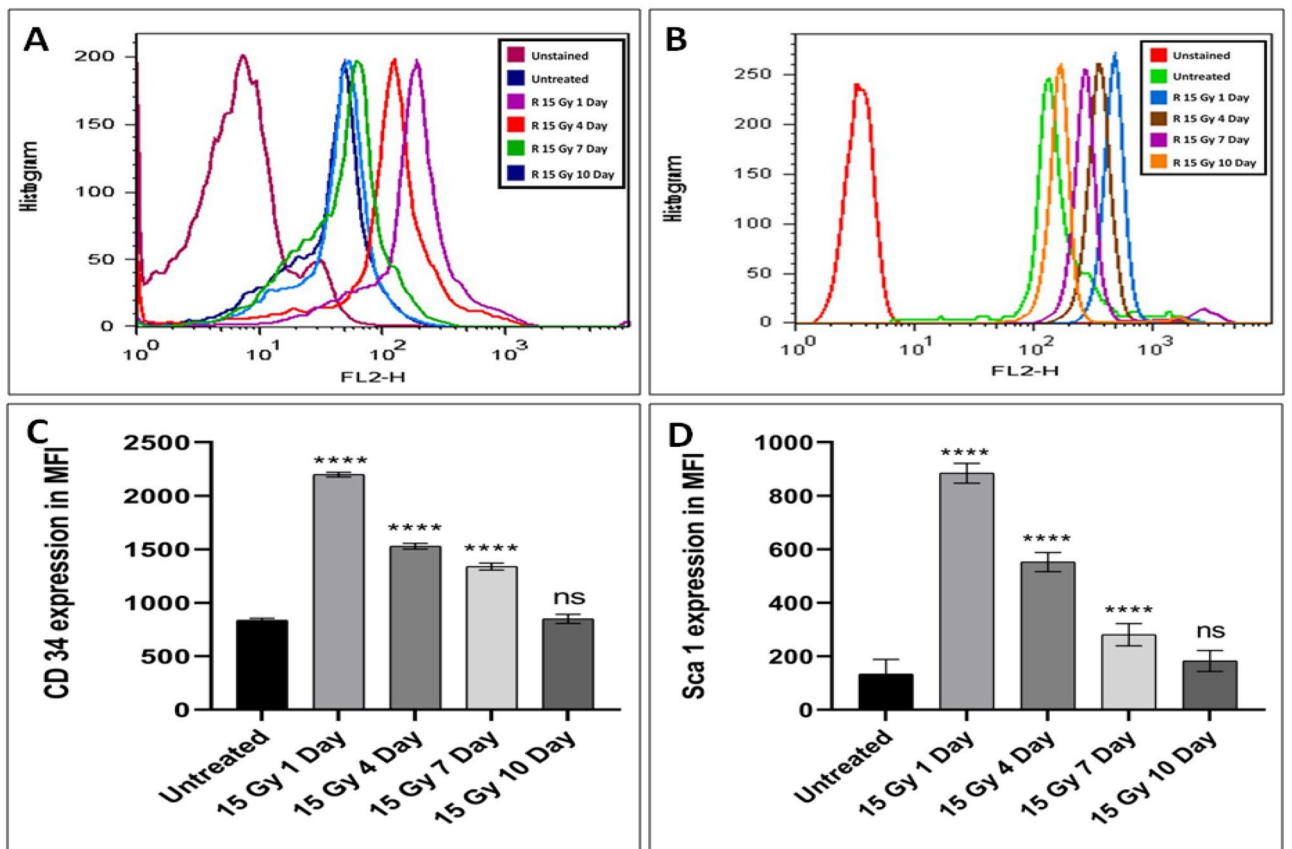 A
Unstained
Untreated
R 15 Gy 1 Day
R 15 Gy 4 Day
R 15 Gy 7 Day
R 15 Gy 10 Day
200
150
100
50
0
10^0
10^1
10^2
10^3
FL2-H
B
Unstained
Untreated
R 15 Gy 1 Day
R 15 Gy 4 Day
R 15 Gy 7 Day
R 15 Gy 10 Day
250
200
150
100
50
0
10^0
10^1
10^2
10^3
FL2-H
C
CD 34 expression in MFI
2500
2000
1500
1000
500
0
****
****
****
ns
Untreated
15 Gy 1 Day
15 Gy 4 Day
15 Gy 7 Day
15 Gy 10 Day
D
Sca 1 expression in MFI
1000
800
600
400
200
0
****
****
****
ns
Untreated
15 Gy 1 Day
15 Gy 4 Day
15 Gy 7 Day
15 Gy 10 Day